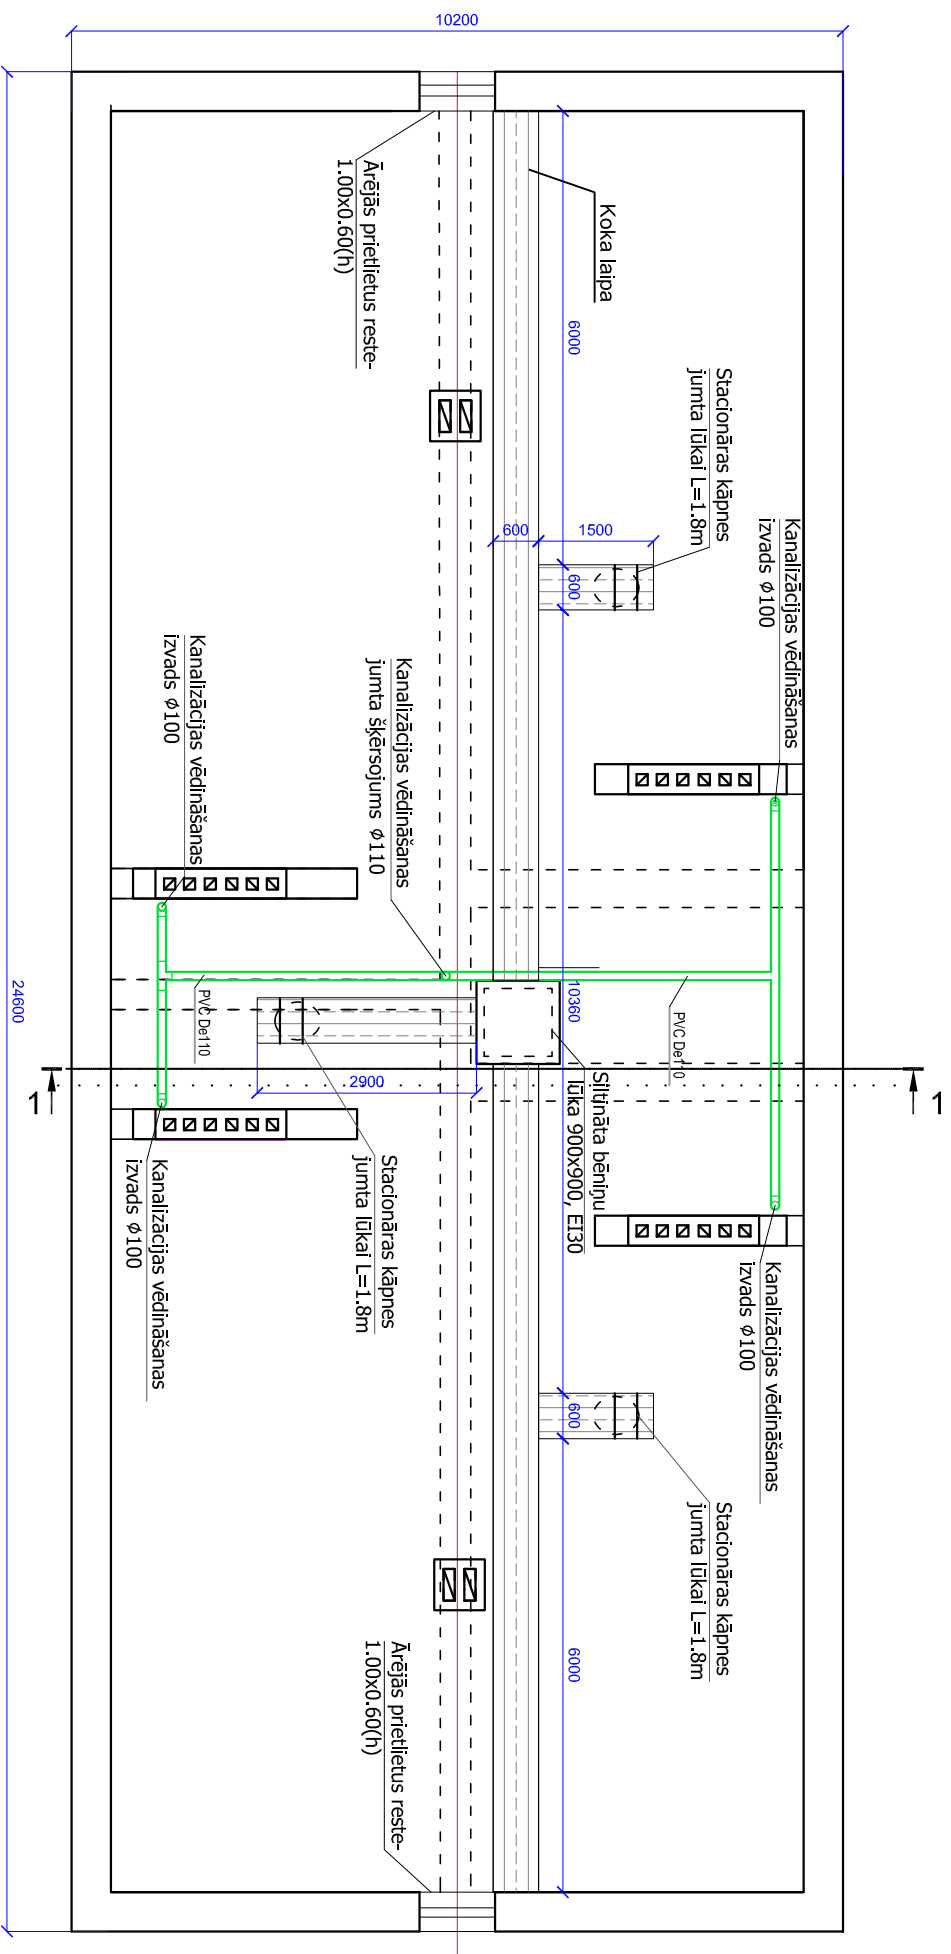 10200
24600
Ārējās prietlietus reste-
1.00x0.60(h)
Koka laipa
6000
Stacionāras kāpnes
jumta lūkai L=1.8m
600
1500
600
Kanalizācijas vēdināšanas
izvads ϕ100
Kanalizācijas vēdināšanas
izvads ϕ100
Kanalizācijas vēdināšanas
jumta šķērsojums ϕ110
PVC De110
PVC De110
10360
2900
1
1
Siltināta bēniņu
lūka 900x900, EI30
Stacionāras kāpnes
jumta lūkai L=1.8m
Kanalizācijas vēdināšanas
izvads ϕ100
Kanalizācijas vēdināšanas
izvads ϕ100
600
Stacionāras kāpnes
jumta lūkai L=1.8m
6000
Ārējās prietlietus reste-
1.00x0.60(h)